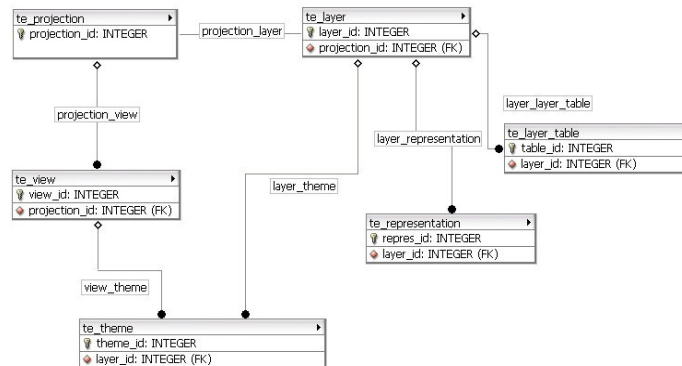 te_projection
projection_id: INTEGER
projection_layer
te_layer
layer_id: INTEGER
projection_id: INTEGER (FK)
projection_view
layer_layer_table
layer_representation
te_layer_table
table_id: INTEGER
layer_id: INTEGER (FK)
te_view
view_id: INTEGER
projection_id: INTEGER (FK)
layer_theme
te_representation
repres_id: INTEGER
layer_id: INTEGER (FK)
view_theme
te_theme
theme_id: INTEGER
layer_id: INTEGER (FK)